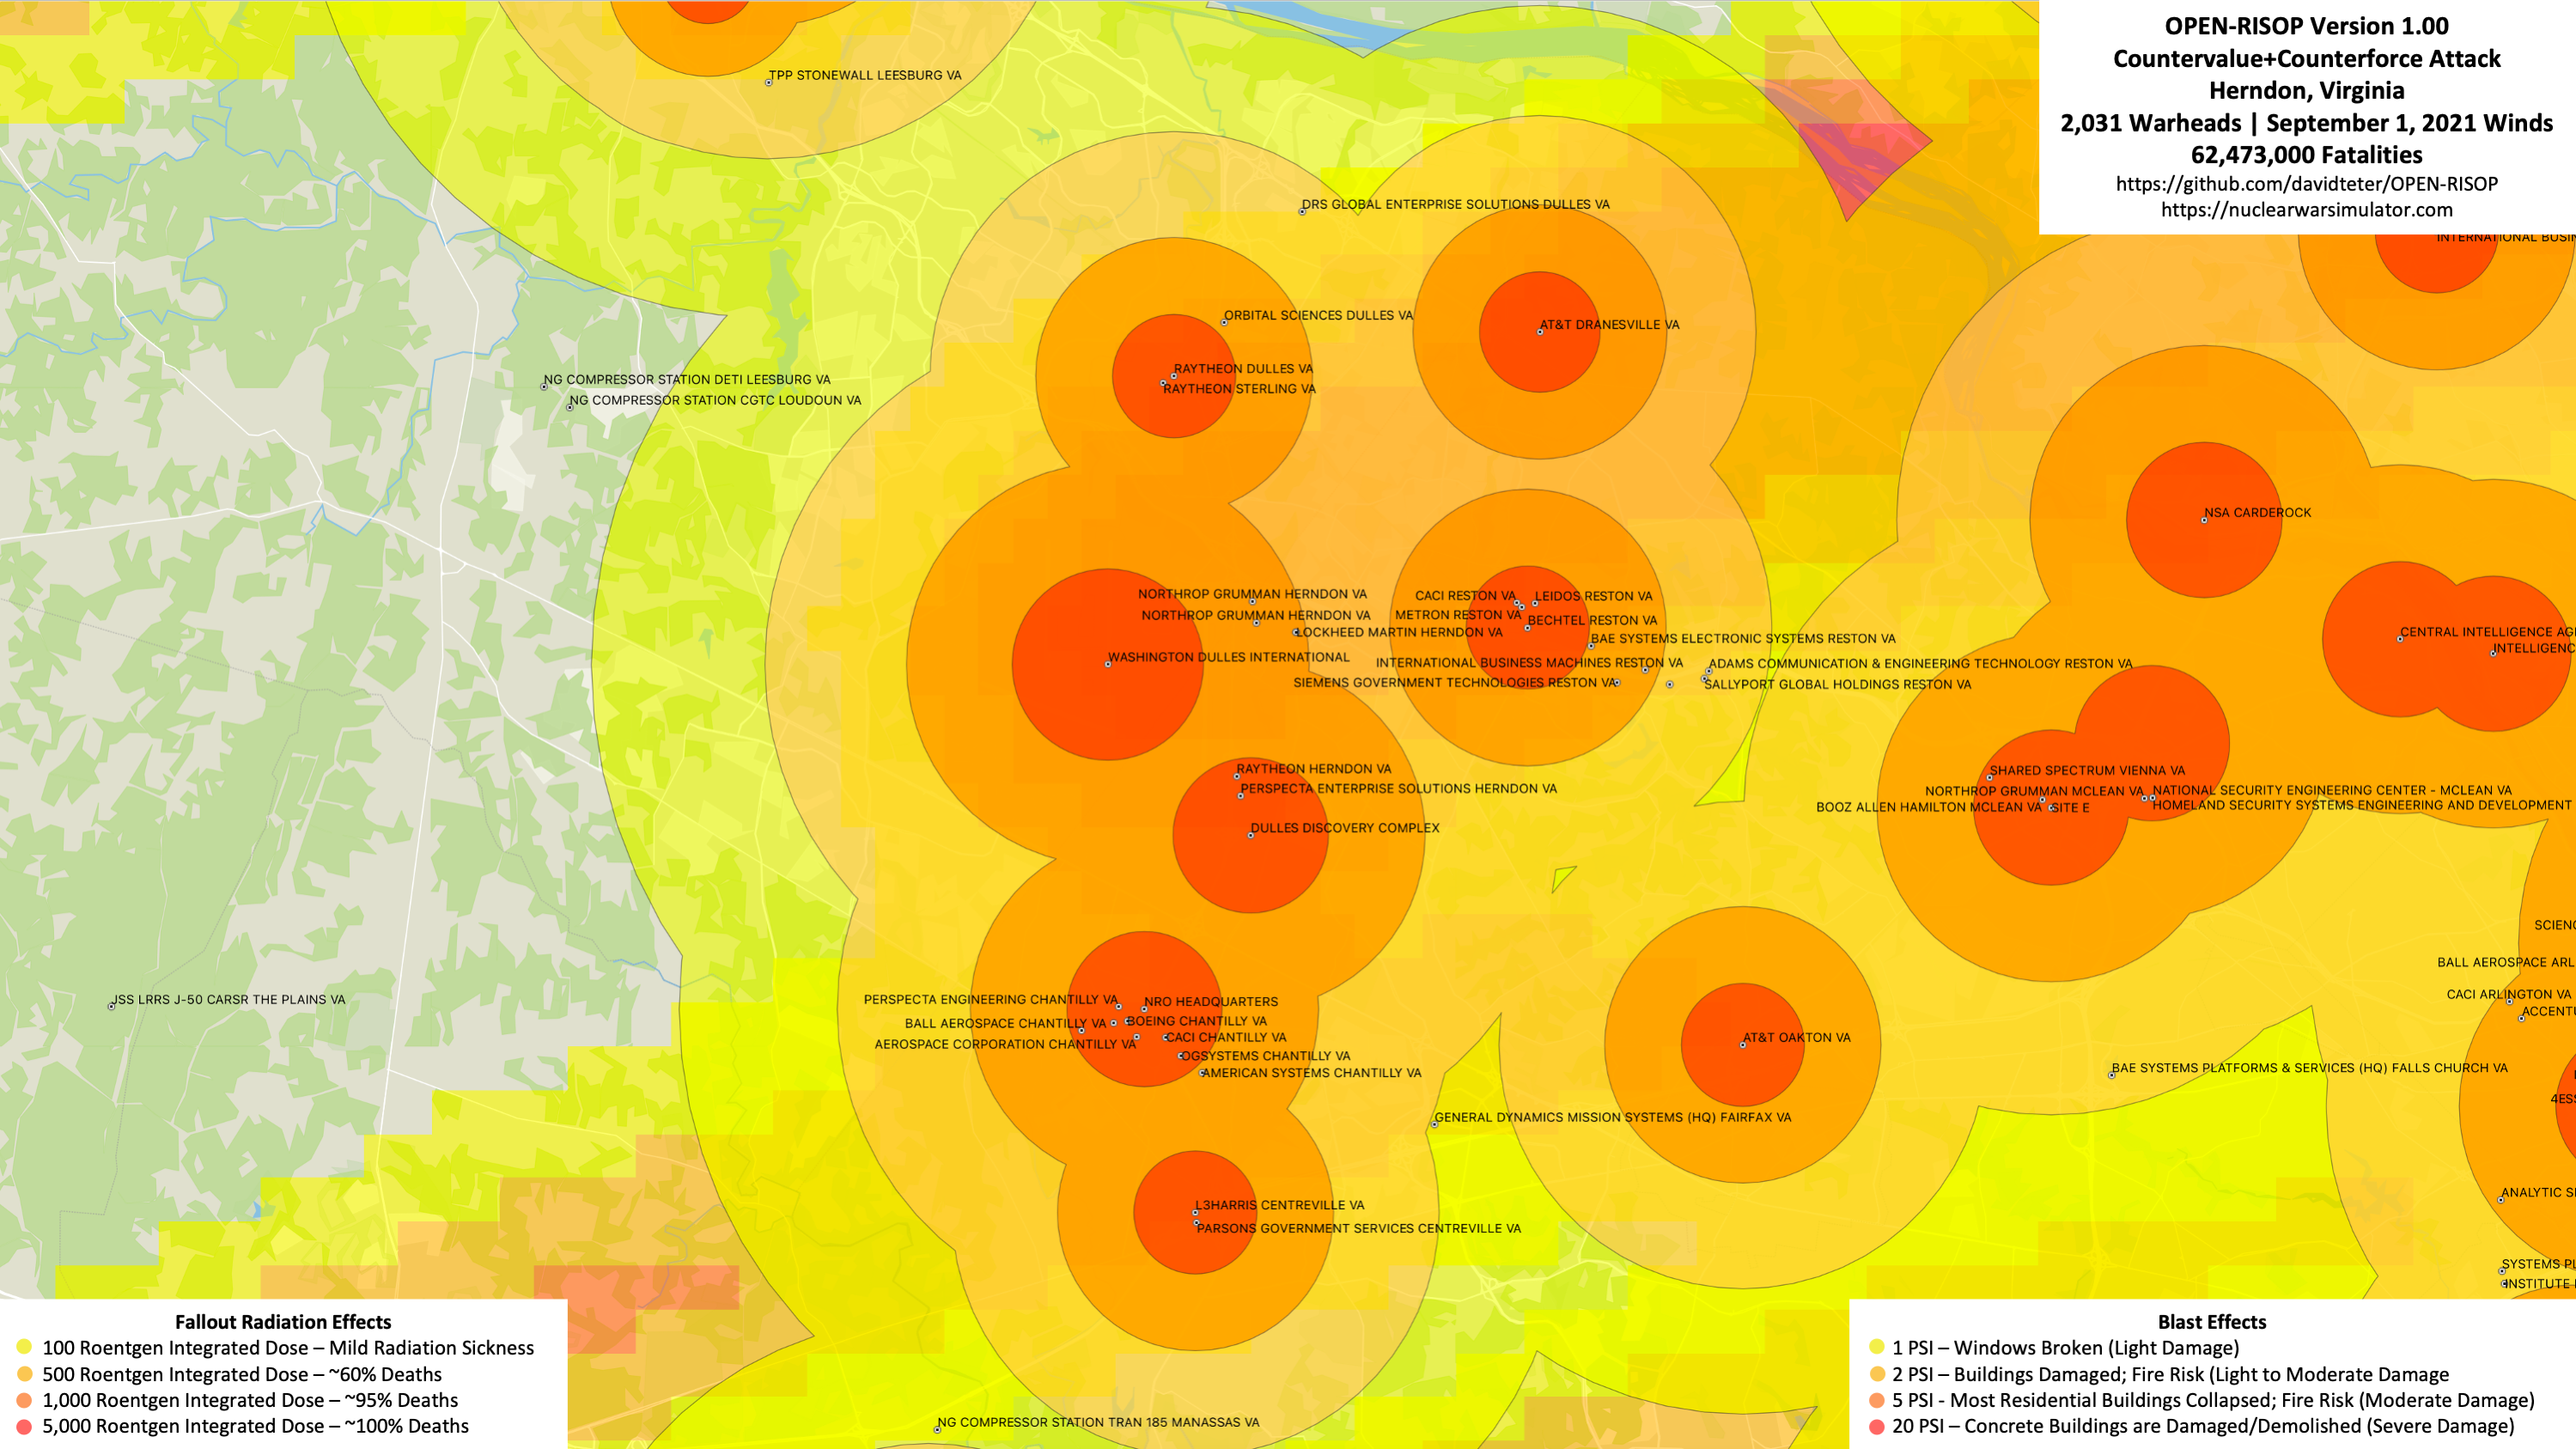 OPEN-RISOP Version 1.00
Countervalue+Counterforce Attack
Herndon, Virginia
2,031 Warheads | September 1, 2021 Winds
62,473,000 Fatalities
https://github.com/davidteter/OPEN-RISOP
https://nuclearwarsimulator.com
TPP STONEWALL LEESBURG VA
DRS GLOBAL ENTERPRISE SOLUTIONS DULLES VA
INTERNATIONAL BUSIN
ORBITAL SCIENCES DULLES VA
AT&T DRANESVILLE VA
RAYTHEON DULLES VA
RAYTHEON STERLING VA
NG COMPRESSOR STATION DETI LEESBURG VA
NG COMPRESSOR STATION CGTC LOUDOUN VA
NSA CARDEROCK
NORTHROP GRUMMAN HERNDON VA
NORTHROP GRUMMAN HERNDON VA
LOCKHEED MARTIN HERNDON VA
WASHINGTON DULLES INTERNATIONAL
CACI RESTON VA
LEIDOS RESTON VA
METRON RESTON VA
BECHTEL RESTON VA
BAE SYSTEMS ELECTRONIC SYSTEMS RESTON VA
INTERNATIONAL BUSINESS MACHINES RESTON VA
ADAMS COMMUNICATION & ENGINEERING TECHNOLOGY RESTON VA
SIEMENS GOVERNMENT TECHNOLOGIES RESTON VA
SALLYPORT GLOBAL HOLDINGS RESTON VA
CENTRAL INTELLIGENCE AG
INTELLIGENC
RAYTHEON HERNDON VA
PERSPECTA ENTERPRISE SOLUTIONS HERNDON VA
DULLES DISCOVERY COMPLEX
SHARED SPECTRUM VIENNA VA
NORTHROP GRUMMAN MCLEAN VA
NATIONAL SECURITY ENGINEERING CENTER - MCLEAN VA
BOOZ ALLEN HAMILTON MCLEAN VA
SITE E
HOMELAND SECURITY SYSTEMS ENGINEERING AND DEVELOPMENT
SCIENC
BALL AEROSPACE ARL
CACI ARLINGTON VA
ACCENTU
JSS LRRS J-50 CARSR THE PLAINS VA
PERSPECTA ENGINEERING CHANTILLY VA
NRO HEADQUARTERS
BALL AEROSPACE CHANTILLY VA
BOEING CHANTILLY VA
AEROSPACE CORPORATION CHANTILLY VA
CACI CHANTILLY VA
OGSYSTEMS CHANTILLY VA
AMERICAN SYSTEMS CHANTILLY VA
AT&T OAKTON VA
BAE SYSTEMS PLATFORMS & SERVICES (HQ) FALLS CHURCH VA
4ESS
GENERAL DYNAMICS MISSION SYSTEMS (HQ) FAIRFAX VA
ANALYTIC S
L3HARRIS CENTREVILLE VA
PARSONS GOVERNMENT SERVICES CENTREVILLE VA
SYSTEMS PL
INSTITUTE
NG COMPRESSOR STATION TRAN 185 MANASSAS VA
Fallout Radiation Effects
100 Roentgen Integrated Dose – Mild Radiation Sickness
500 Roentgen Integrated Dose – ~60% Deaths
1,000 Roentgen Integrated Dose – ~95% Deaths
5,000 Roentgen Integrated Dose – ~100% Deaths
Blast Effects
1 PSI – Windows Broken (Light Damage)
2 PSI – Buildings Damaged; Fire Risk (Light to Moderate Damage
5 PSI - Most Residential Buildings Collapsed; Fire Risk (Moderate Damage)
20 PSI – Concrete Buildings are Damaged/Demolished (Severe Damage)